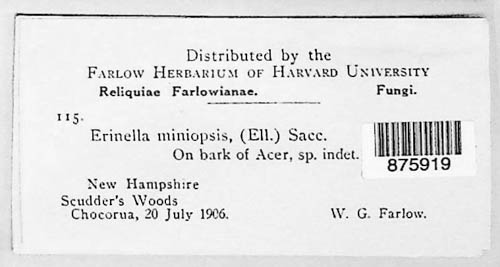 Distributed by the
FARLOW HERBARIUM OF HARVARD UNIVERSITY
Reliquiae Farlowianae. Fungi.
115.
Erinella miniopsis, (Ell.) Sacc.
On bark of Acer, sp. indet.
875919
New Hampshire
Scudder's Woods
Chocorua, 20 July 1906. W. G. Farlow.